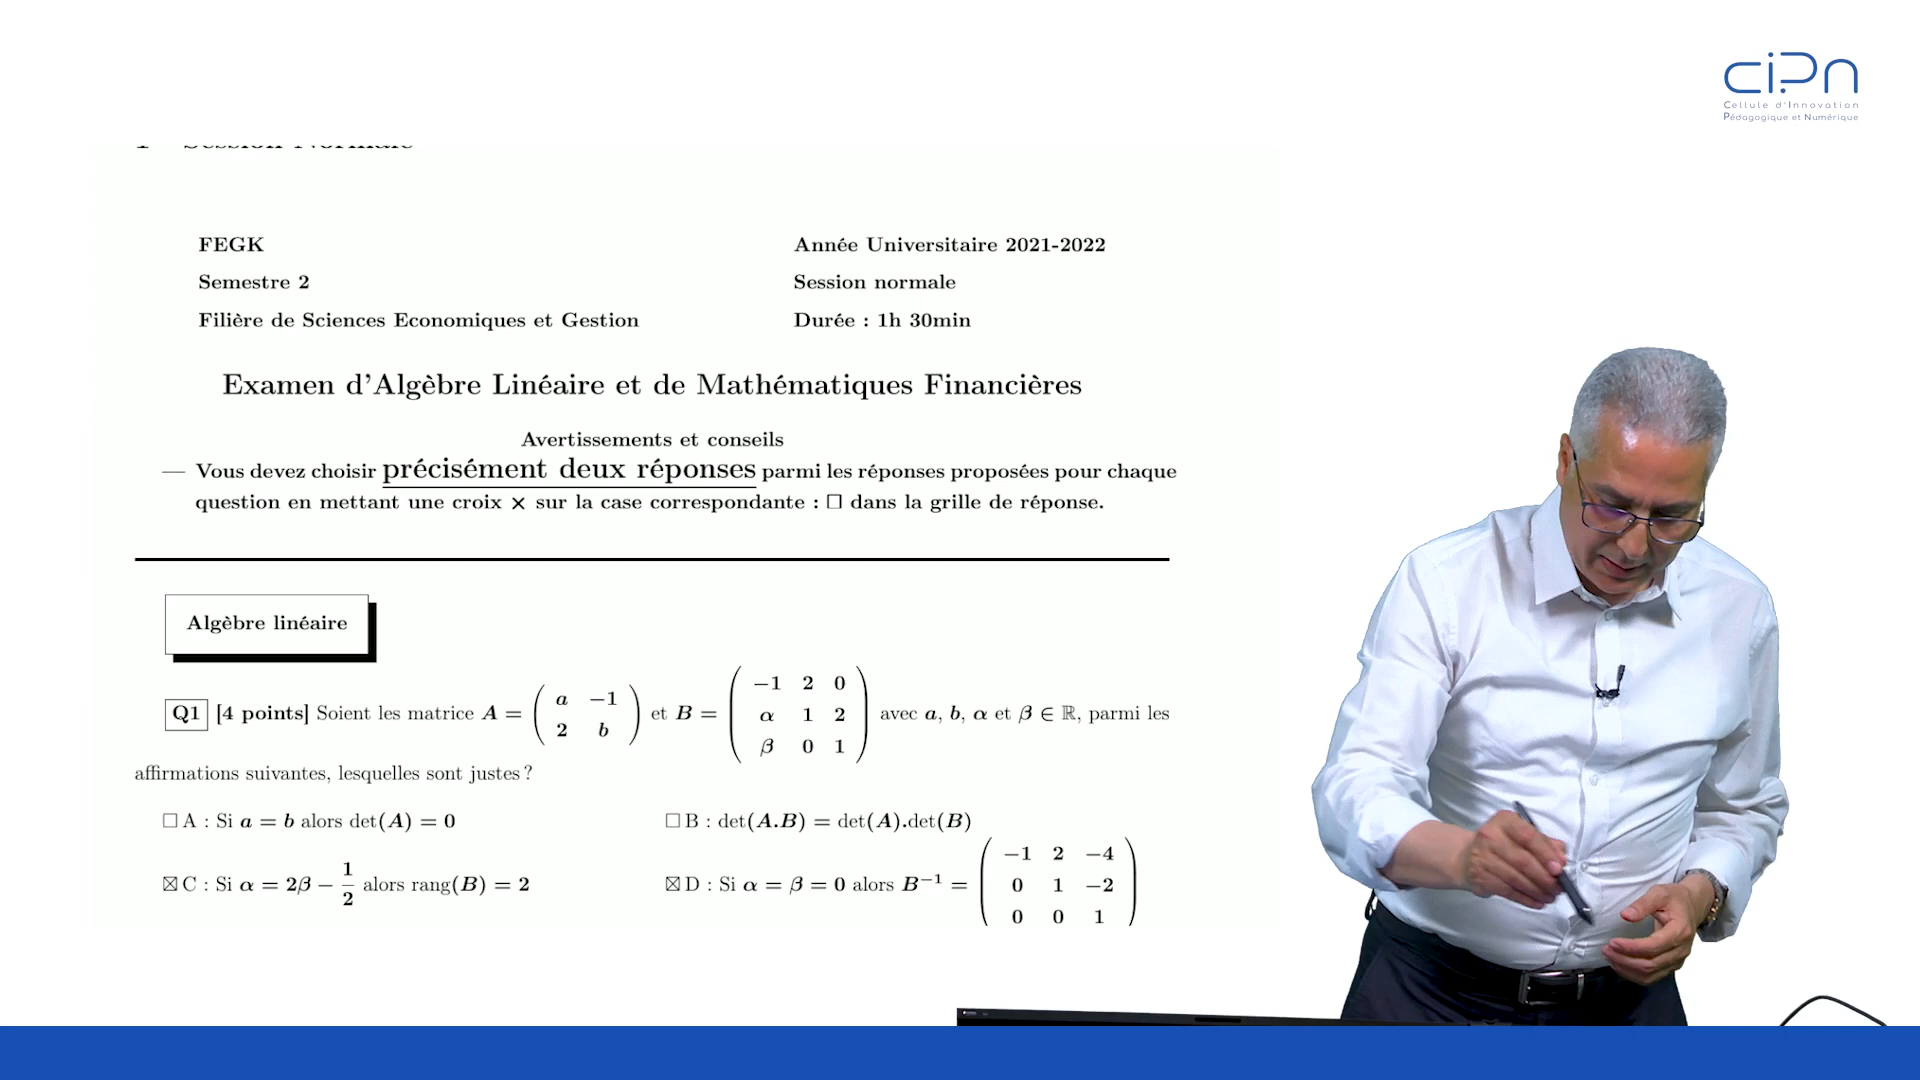 cipn
Cellule d'Innovation
Pédagogique et Numérique
1 Session Normale
FEGK
Année Universitaire 2021-2022
Semestre 2
Session normale
Filière de Sciences Economiques et Gestion
Durée : 1h 30min
Examen d'Algèbre Linéaire et de Mathématiques Financières
Avertissements et conseils
— Vous devez choisir précisément deux réponses parmi les réponses proposées pour chaque
question en mettant une croix × sur la case correspondante : ☐ dans la grille de réponse.
Algèbre linéaire
Q1 [4 points] Soient les matrice A = ( a −1 ; 2 b ) et B = ( −1 2 0 ; α 1 2 ; β 0 1 ) avec a, b, α et β ∈ ℝ, parmi les
affirmations suivantes, lesquelles sont justes ?
☐ A : Si a = b alors det(A) = 0
☐ B : det(A.B) = det(A).det(B)
☒ C : Si α = 2β − 1/2 alors rang(B) = 2
☒ D : Si α = β = 0 alors B⁻¹ = ( −1 2 −4 ; 0 1 −2 ; 0 0 1 )